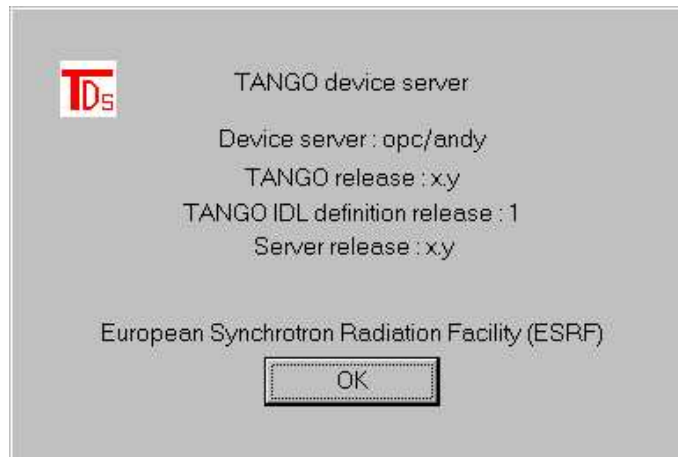 TDs
TANGO device server
Device server : opc/andy
TANGO release : x.y
TANGO IDL definition release : 1
Server release : x.y
European Synchrotron Radiation Facility (ESRF)
OK